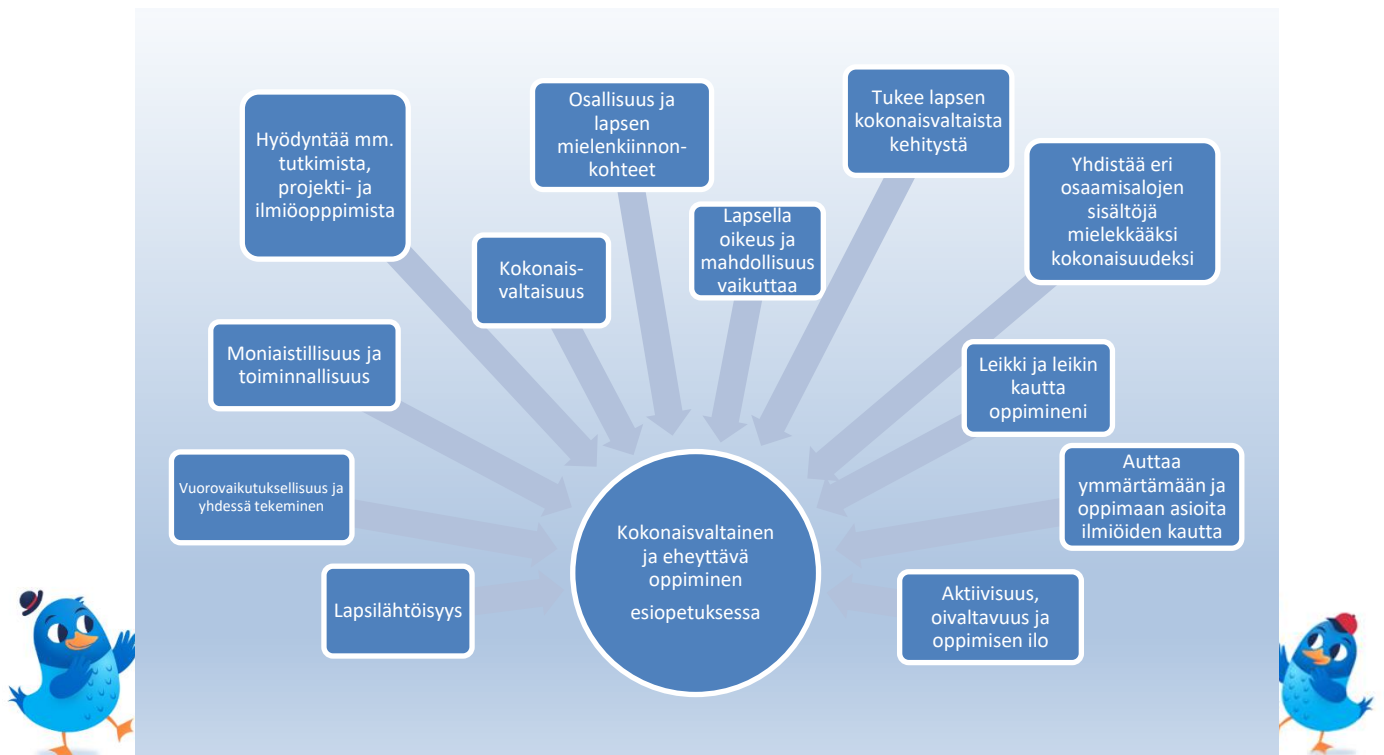 Hyödyntää mm.
tutkimista,
projekti- ja
ilmiöopppimista
Osallisuus ja
lapsen
mielenkiinnon-
kohteet
Tukee lapsen
kokonaisvaltaista
kehitystä
Yhdistää eri
osaamisalojen
sisältöjä
mielekkääksi
kokonaisuudeksi
Kokonais-
valtaisuus
Lapsella
oikeus ja
mahdollisuus
vaikuttaa
Moniaistillisuus ja
toiminnallisuus
Leikki ja leikin
kautta
oppimineni
Vuorovaikutuksellisuus ja
yhdessä tekeminen
Auttaa
ymmärtämään ja
oppimaan asioita
ilmiöiden kautta
Lapsilähtöisyys
Kokonaisvaltainen
ja eheyttävä
oppiminen
esiopetuksessa
Aktiivisuus,
oivaltavuus ja
oppimisen ilo